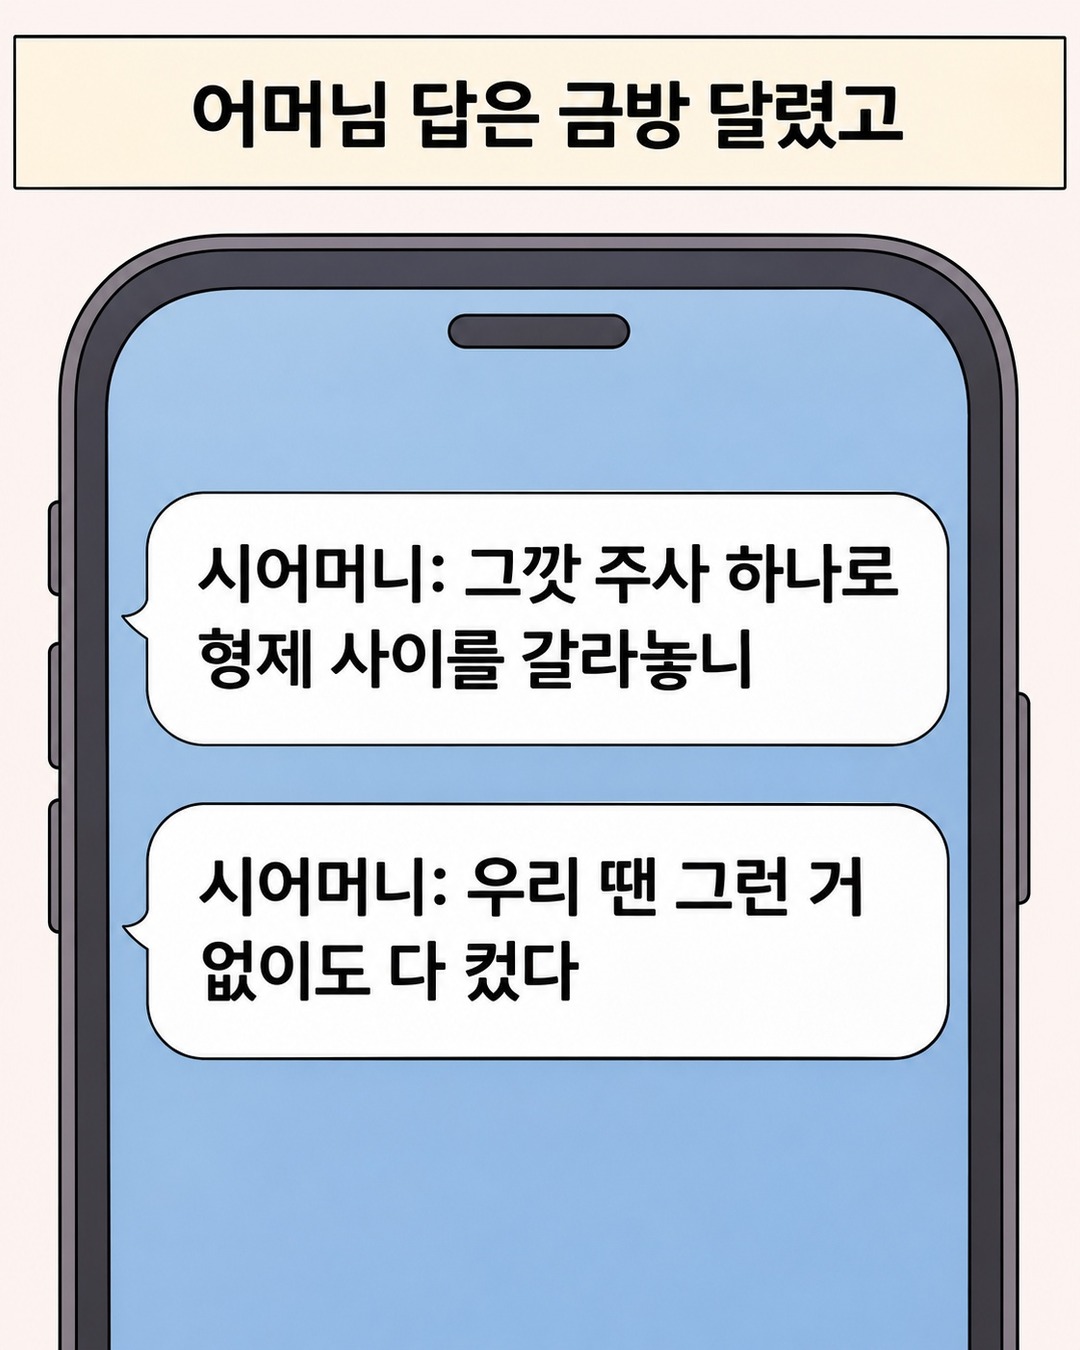 어머님 답은 금방 달렸고
시어머니: 그깟 주사 하나로
형제 사이를 갈라놓니
시어머니: 우리 땐 그런 거
없이도 다 컸다